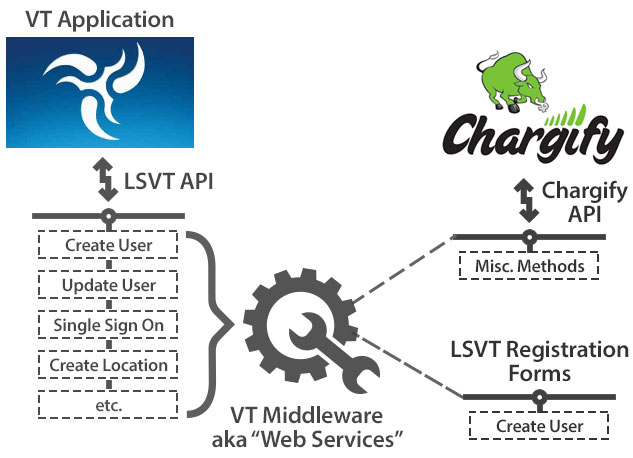 VT Application
LSVT API
Create User
Update User
Single Sign On
Create Location
etc.
VT Middleware
aka “Web Services”
Chargify
Chargify
API
Misc. Methods
LSVT Registration
Forms
Create User